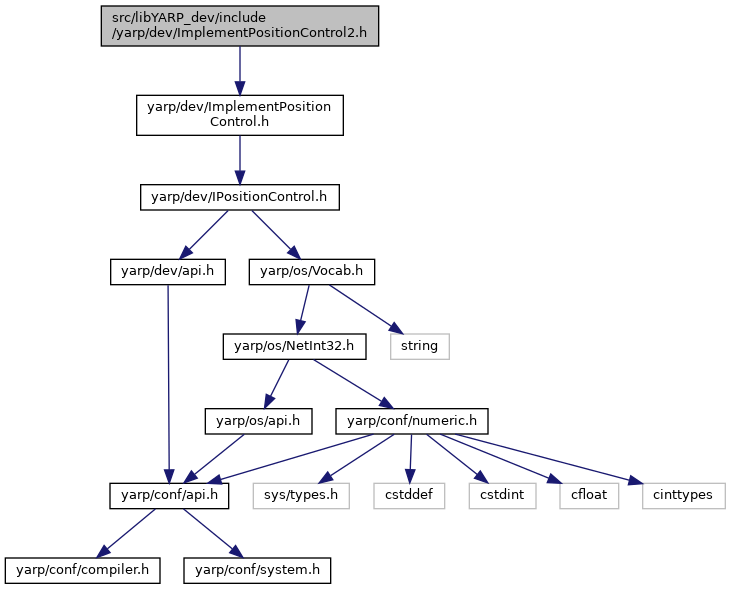 src/libYARP_dev/include
/yarp/dev/ImplementPositionControl2.h
yarp/dev/ImplementPosition
Control.h
yarp/dev/IPositionControl.h
yarp/dev/api.h
yarp/os/Vocab.h
yarp/os/NetInt32.h
string
yarp/os/api.h
yarp/conf/numeric.h
yarp/conf/api.h
sys/types.h
cstddef
cstdint
cfloat
cinttypes
yarp/conf/compiler.h
yarp/conf/system.h